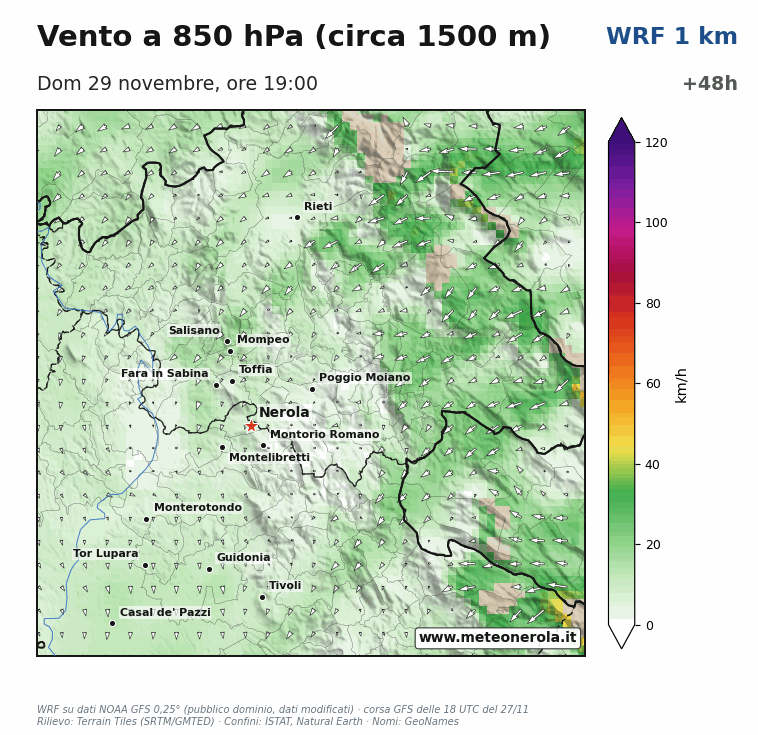 Vento a 850 hPa (circa 1500 m)
WRF 1 km
Dom 29 novembre, ore 19:00
+48h
Rieti
Salisano
Mompeo
Fara in Sabina
Toffia
Poggio Moiano
Nerola
Montorio Romano
Montelibretti
Monterotondo
Tor Lupara
Guidonia
Tivoli
Casal de' Pazzi
www.meteonerola.it
120
100
80
60
40
20
0
km/h
WRF su dati NOAA GFS 0,25° (pubblico dominio, dati modificati) · corsa GFS delle 18 UTC del 27/11
Rilievo: Terrain Tiles (SRTM/GMTED) · Confini: ISTAT, Natural Earth · Nomi: GeoNames